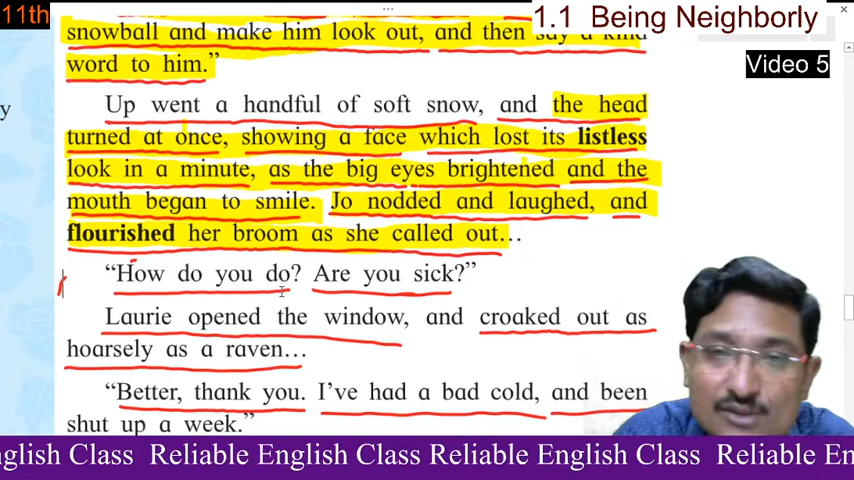 11th
1.1 Being Neighborly
snowball and make him look out, and then say a kind
word to him.”
Video 5
y
Up went a handful of soft snow, and the head
turned at once, showing a face which lost its listless
look in a minute, as the big eyes brightened and the
mouth began to smile. Jo nodded and laughed, and
flourished her broom as she called out...
“How do you do? Are you sick?”
Laurie opened the window, and croaked out as
hoarsely as a raven...
“Better, thank you. I’ve had a bad cold, and been
shut up a week.”
nglish Class Reliable English Class Reliable English Class Reliable En